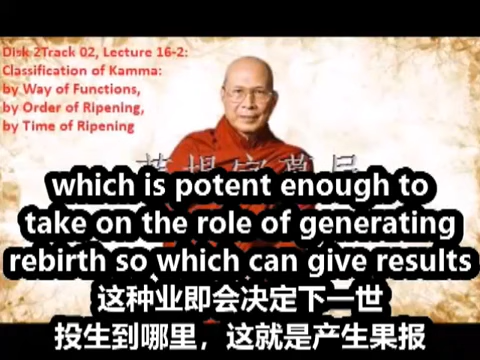 Disk 2Track 02, Lecture 16-2:
Classification of Kamma:
by Way of Functions,
by Order of Ripening,
by Time of Ripening
which is potent enough to
take on the role of generating
rebirth so which can give results
这种业即会决定下一世
投生到哪里，这就是产生果报